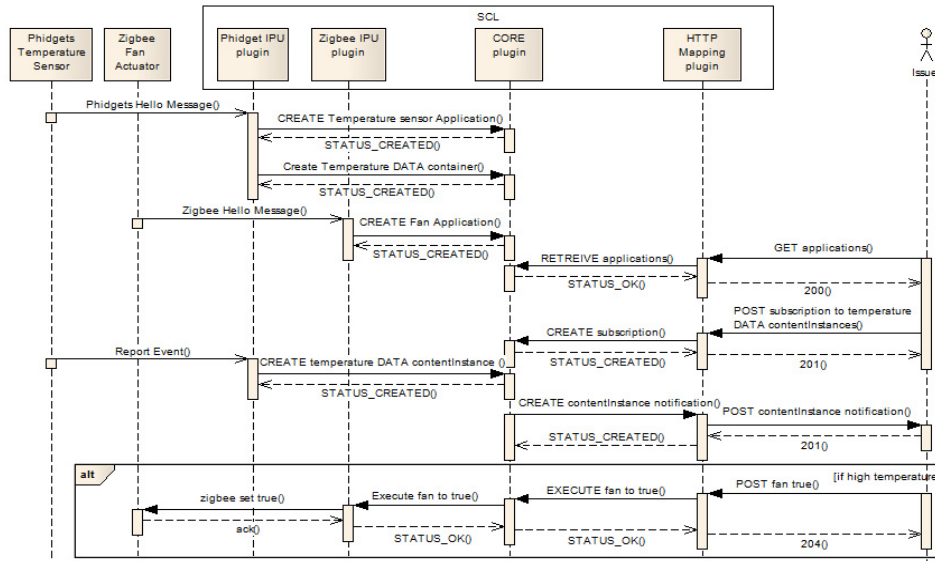 SCL
Phidgets
Temperature
Sensor
Zigbee
Fan
Actuator
Phidget IPU
plugin
Zigbee IPU
plugin
CORE
plugin
HTTP
Mapping
plugin
Issue
Phidgets Hello Message()
CREATE Temperature sensor Application()
STATUS_CREATED()
Create Temperature DATA container()
STATUS_CREATED()
Zigbee Hello Message()
CREATE Fan Application()
STATUS_CREATED()
GET applications()
RETREIVE applications()
STATUS_OK()
200()
POST subscription to temperature
DATA contentInstances()
CREATE subscription()
STATUS_CREATED()
201()
Report Event()
CREATE temperature DATA contentInstance ()
STATUS_CREATED()
CREATE contentInstance notification()
POST contentInstance notification()
STATUS_CREATED()
201()
alt
[if high temperature
POST fan true()
EXECUTE fan to true()
Execute fan to true()
zigbee set true()
ack()
STATUS_OK()
STATUS_OK()
204()